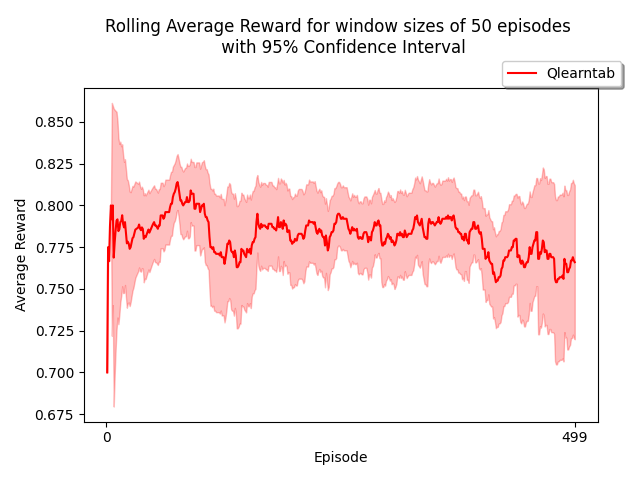 Rolling Average Reward for window sizes of 50 episodes
with 95% Confidence Interval
Qlearntab
0.850
0.825
0.800
0.775
0.750
0.725
0.700
0.675
Average Reward
0
499
Episode